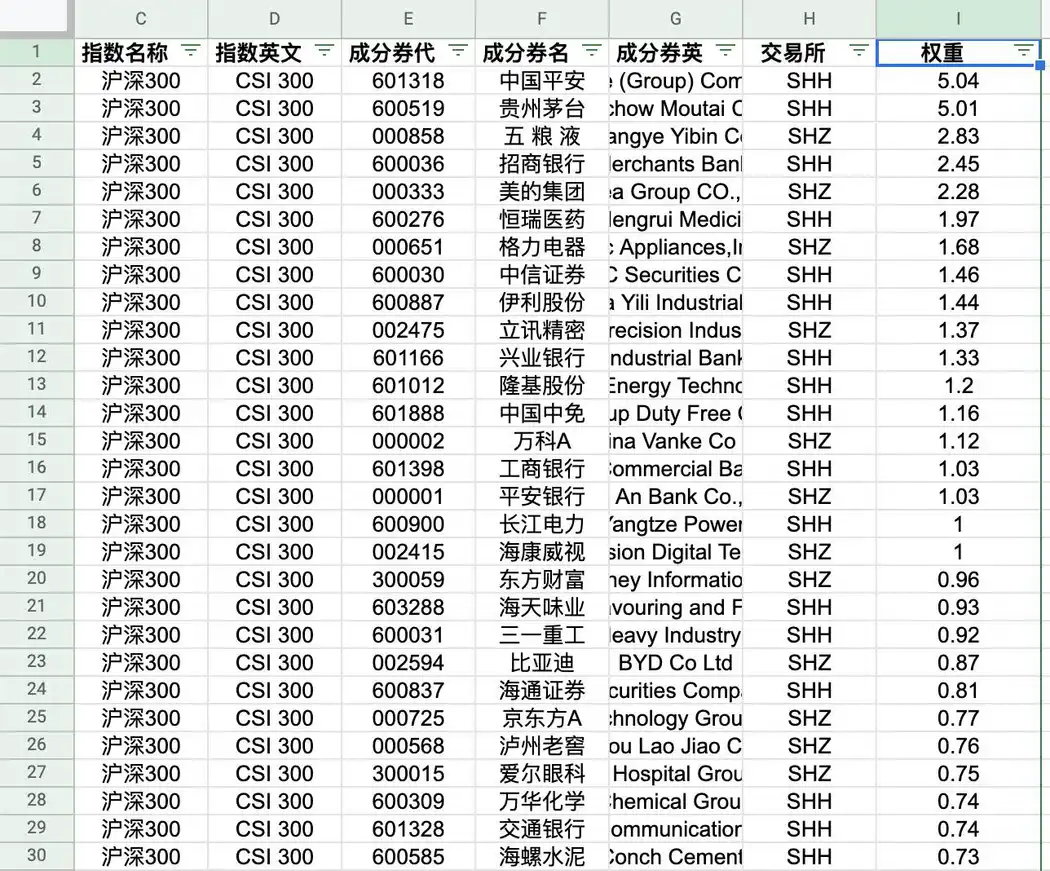 C D E F G H I
1 指数名称 指数英文 成分券代 成分券名 成分券英 交易所 权重
2 沪深300 CSI 300 601318 中国平安 e (Group) Com SHH 5.04
3 沪深300 CSI 300 600519 贵州茅台 chow Moutai C SHH 5.01
4 沪深300 CSI 300 000858 五 粮 液 angye Yibin Co SHZ 2.83
5 沪深300 CSI 300 600036 招商银行 Merchants Bank SHH 2.45
6 沪深300 CSI 300 000333 美的集团 ea Group CO., SHZ 2.28
7 沪深300 CSI 300 600276 恒瑞医药 Hengrui Medici SHH 1.97
8 沪深300 CSI 300 000651 格力电器 c Appliances,In SHZ 1.68
9 沪深300 CSI 300 600030 中信证券 C Securities C SHH 1.46
10 沪深300 CSI 300 600887 伊利股份 a Yili Industrial SHH 1.44
11 沪深300 CSI 300 002475 立讯精密 recision Indus SHZ 1.37
12 沪深300 CSI 300 601166 兴业银行 Industrial Bank SHH 1.33
13 沪深300 CSI 300 601012 隆基股份 Energy Techno SHH 1.2
14 沪深300 CSI 300 601888 中国中免 up Duty Free G SHH 1.16
15 沪深300 CSI 300 000002 万科A ina Vanke Co SHZ 1.12
16 沪深300 CSI 300 601398 工商银行 Commercial Ba SHH 1.03
17 沪深300 CSI 300 000001 平安银行 An Bank Co., SHZ 1.03
18 沪深300 CSI 300 600900 长江电力 Yangtze Power SHH 1
19 沪深300 CSI 300 002415 海康威视 ision Digital Te SHZ 1
20 沪深300 CSI 300 300059 东方财富 ney Informatio SHZ 0.96
21 沪深300 CSI 300 603288 海天味业 avouring and F SHH 0.93
22 沪深300 CSI 300 600031 三一重工 Heavy Industry SHH 0.92
23 沪深300 CSI 300 002594 比亚迪 BYD Co Ltd SHZ 0.87
24 沪深300 CSI 300 600837 海通证券 curities Comp SHH 0.81
25 沪深300 CSI 300 000725 京东方A chnology Grou SHZ 0.77
26 沪深300 CSI 300 000568 泸州老窖 ou Lao Jiao C SHZ 0.76
27 沪深300 CSI 300 300015 爱尔眼科 Hospital Grou SHZ 0.75
28 沪深300 CSI 300 600309 万华化学 Chemical Grou SHH 0.74
29 沪深300 CSI 300 601328 交通银行 ommunication SHH 0.74
30 沪深300 CSI 300 600585 海螺水泥 Conch Cement SHH 0.73